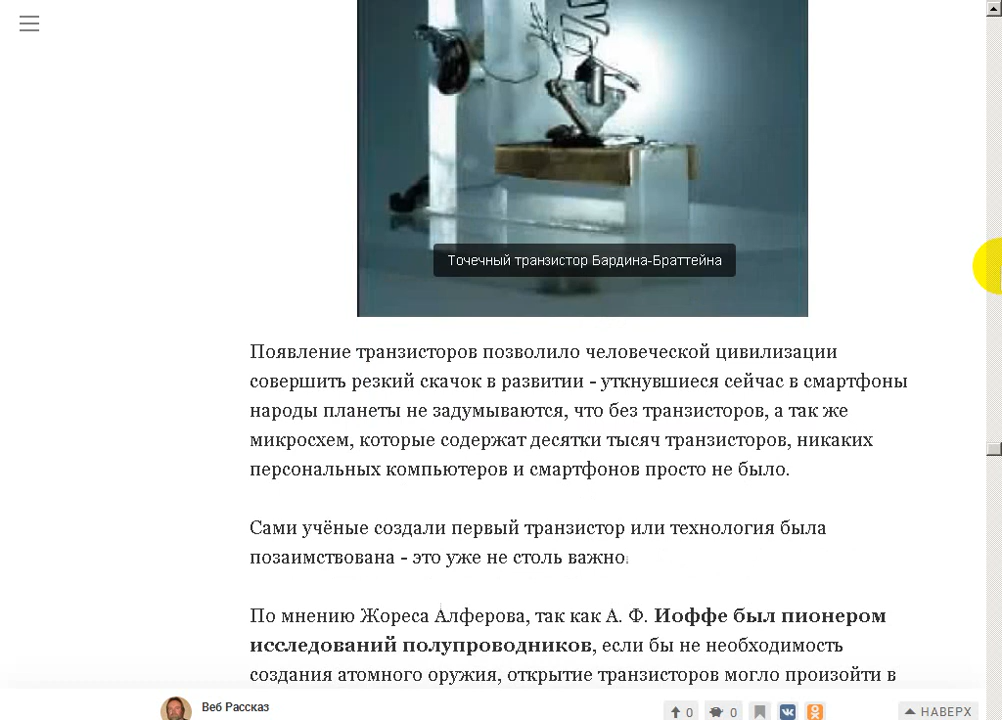 Точечный транзистор Бардина-Браттейна
Появление транзисторов позволило человеческой цивилизации
совершить резкий скачок в развитии - уткнувшиеся сейчас в смартфоны
народы планеты не задумываются, что без транзисторов, а так же
микросхем, которые содержат десятки тысяч транзисторов, никаких
персональных компьютеров и смартфонов просто не было.
Сами учёные создали первый транзистор или технология была
позаимствована - это уже не столь важно.
По мнению Жореса Алферова, так как А. Ф. Иоффе был пионером
исследований полупроводников, если бы не необходимость
создания атомного оружия, открытие транзисторов могло произойти в
Веб Рассказ
0
0
НАВЕРХ